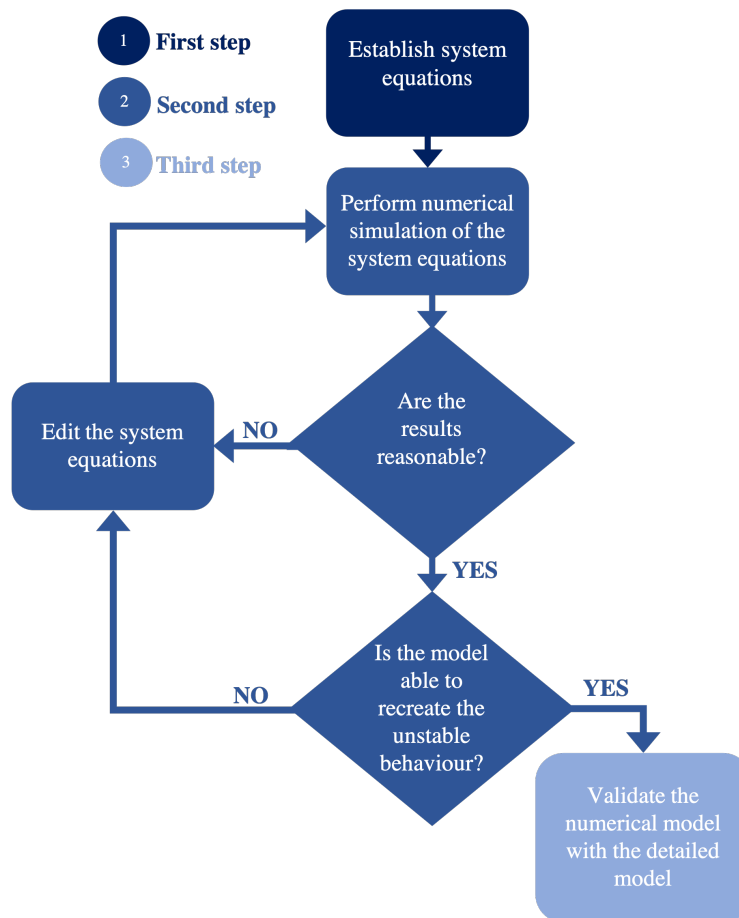 1 First step
2 Second step
3 Third step
Establish system
equations
Perform numerical
simulation of the
system equations
Are the
results
reasonable?
NO
Edit the system
equations
YES
Is the model
able to
recreate the
unstable
behaviour?
NO
YES
Validate the
numerical model
with the detailed
model